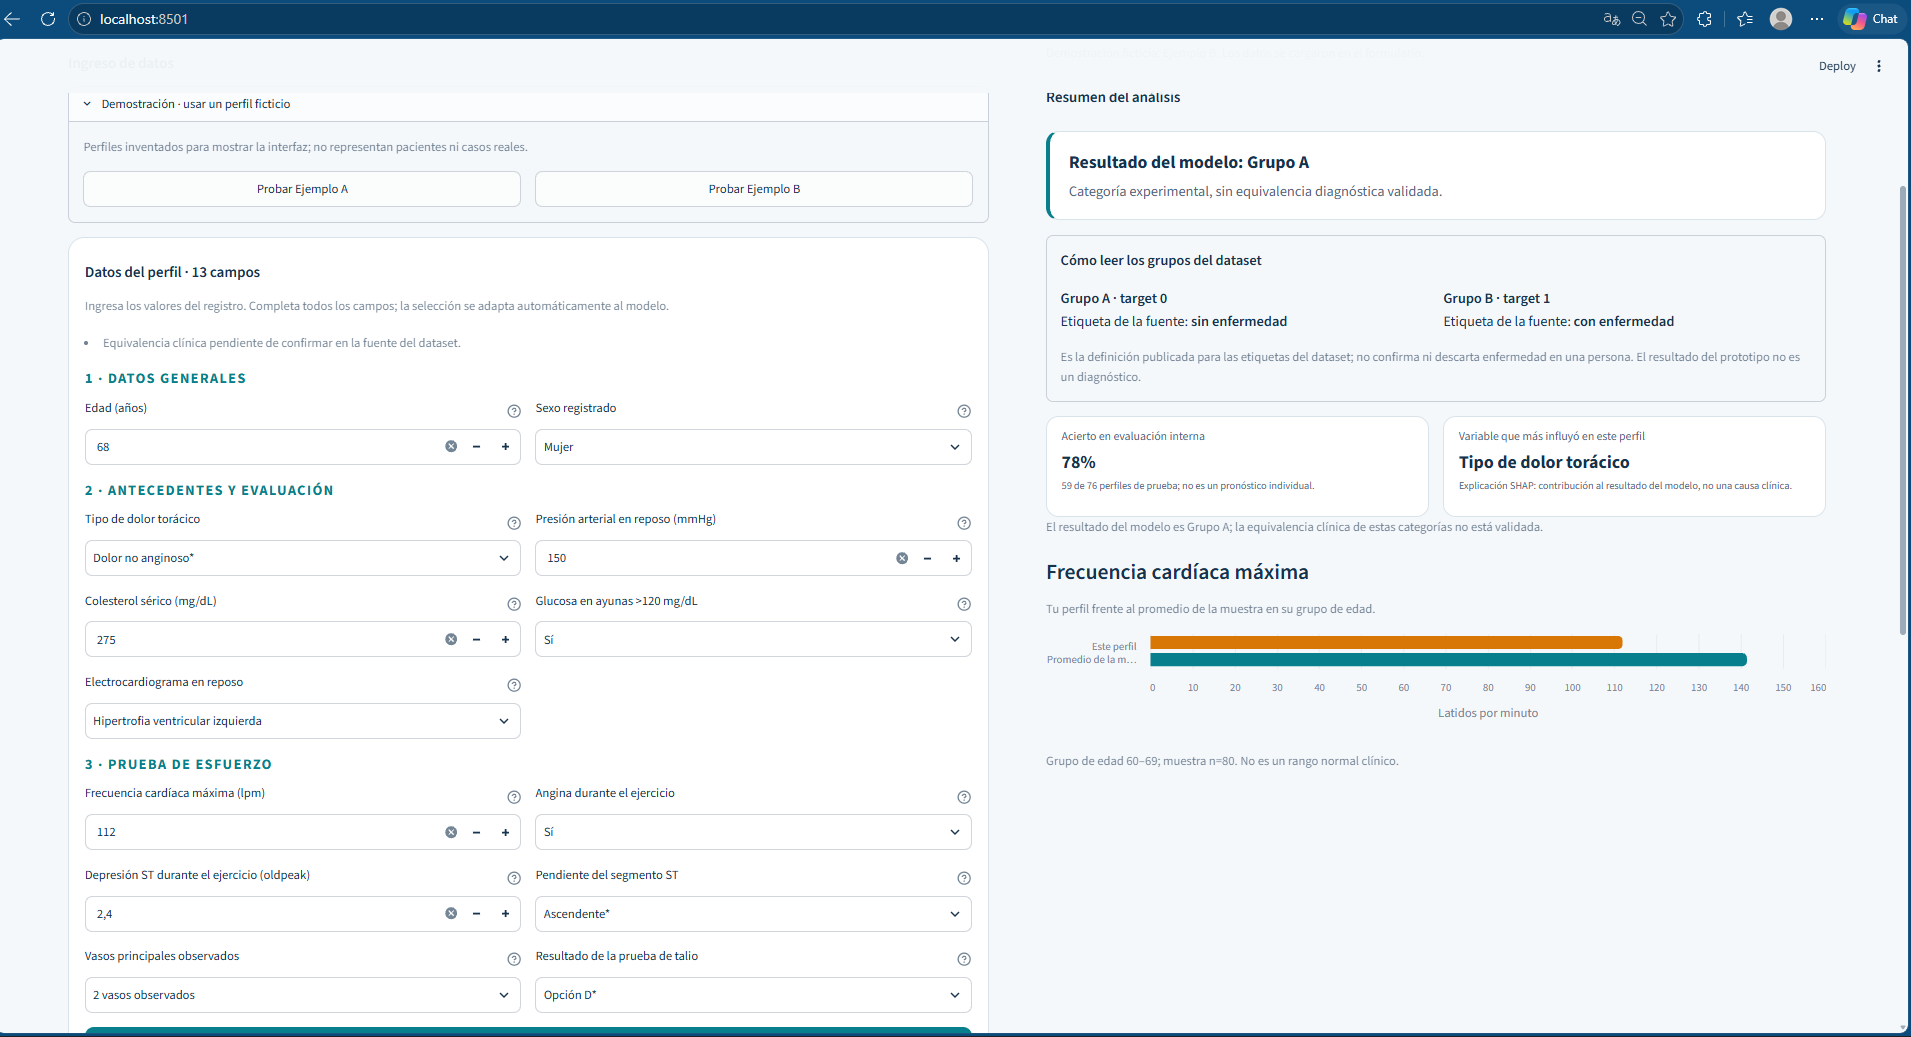 localhost:8501
Chat
Deploy
Ingreso de datos
Demostración · usar un perfil ficticio
Perfiles inventados para mostrar la interfaz; no representan pacientes ni casos reales.
Probar Ejemplo A
Probar Ejemplo B
Datos del perfil · 13 campos
Ingresa los valores del registro. Completa todos los campos; la selección se adapta automáticamente al modelo.
• Equivalencia clínica pendiente de confirmar en la fuente del dataset.
1 · DATOS GENERALES
Edad (años)
68
Sexo registrado
Mujer
2 · ANTECEDENTES Y EVALUACIÓN
Tipo de dolor torácico
Dolor no anginoso*
Presión arterial en reposo (mmHg)
150
Colesterol sérico (mg/dL)
275
Glucosa en ayunas >120 mg/dL
Sí
Electrocardiograma en reposo
Hipertrofia ventricular izquierda
3 · PRUEBA DE ESFUERZO
Frecuencia cardíaca máxima (lpm)
112
Angina durante el ejercicio
Sí
Depresión ST durante el ejercicio (oldpeak)
2,4
Pendiente del segmento ST
Ascendente*
Vasos principales observados
2 vasos observados
Resultado de la prueba de talio
Opción D*
Resumen del análisis
Resultado del modelo: Grupo A
Categoría experimental, sin equivalencia diagnóstica validada.
Cómo leer los grupos del dataset
Grupo A · target 0
Etiqueta de la fuente: sin enfermedad
Grupo B · target 1
Etiqueta de la fuente: con enfermedad
Es la definición publicada para las etiquetas del dataset; no confirma ni descarta enfermedad en una persona. El resultado del prototipo no es
un diagnóstico.
Acierto en evaluación interna
78%
59 de 76 perfiles de prueba; no es un pronóstico individual.
Variable que más influyó en este perfil
Tipo de dolor torácico
Explicación SHAP: contribución al resultado del modelo, no una causa clínica.
El resultado del modelo es Grupo A; la equivalencia clínica de estas categorías no está validada.
Frecuencia cardíaca máxima
Tu perfil frente al promedio de la muestra en su grupo de edad.
Este perfil
Promedio de la m…
0 10 20 30 40 50 60 70 80 90 100 110 120 130 140 150 160
Latidos por minuto
Grupo de edad 60–69; muestra n=80. No es un rango normal clínico.